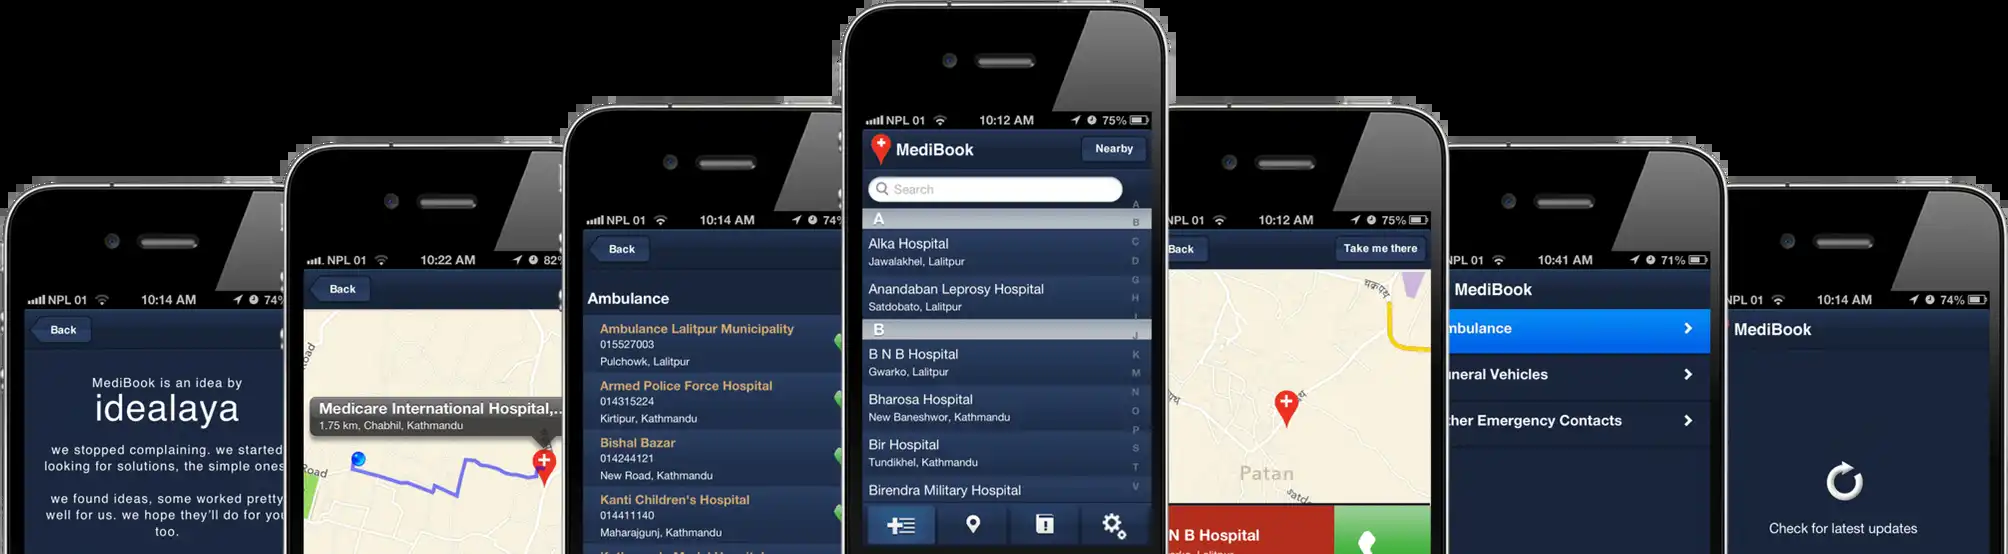 NPL 01
10:14 AM
74%
Back
MediBook is an idea by
idealaya
we stopped complaining. we started
looking for solutions, the simple ones
we found ideas, some worked pretty
well for us. we hope they'll do for you
too.
NPL 01
10:22 AM
82%
Back
Road
Medicare International Hospital,...
1.75 km, Chabhil, Kathmandu
Road
NPL 01
10:14 AM
74%
Back
Ambulance
Ambulance Lalitpur Municipality
015527003
Pulchowk, Lalitpur
Armed Police Force Hospital
014315224
Kirtipur, Kathmandu
Bishal Bazar
014244121
New Road, Kathmandu
Kanti Children's Hospital
014411140
Maharajgunj, Kathmandu
NPL 01
10:12 AM
75%
MediBook
Nearby
Search
A
Alka Hospital
Jawalakhel, Lalitpur
Anandaban Leprosy Hospital
Satdobato, Lalitpur
B
B N B Hospital
Gwarko, Lalitpur
Bharosa Hospital
New Baneshwor, Kathmandu
Bir Hospital
Tundikhel, Kathmandu
Birendra Military Hospital
A
B
C
D
G
H
I
J
K
M
N
O
P
S
T
V
NPL 01
10:12 AM
75%
Back
Take me there
Patan
N B Hospital
Lalitpur
NPL 01
10:41 AM
71%
MediBook
mbulance
neral Vehicles
her Emergency Contacts
NPL 01
10:14 AM
74%
MediBook
Check for latest updates